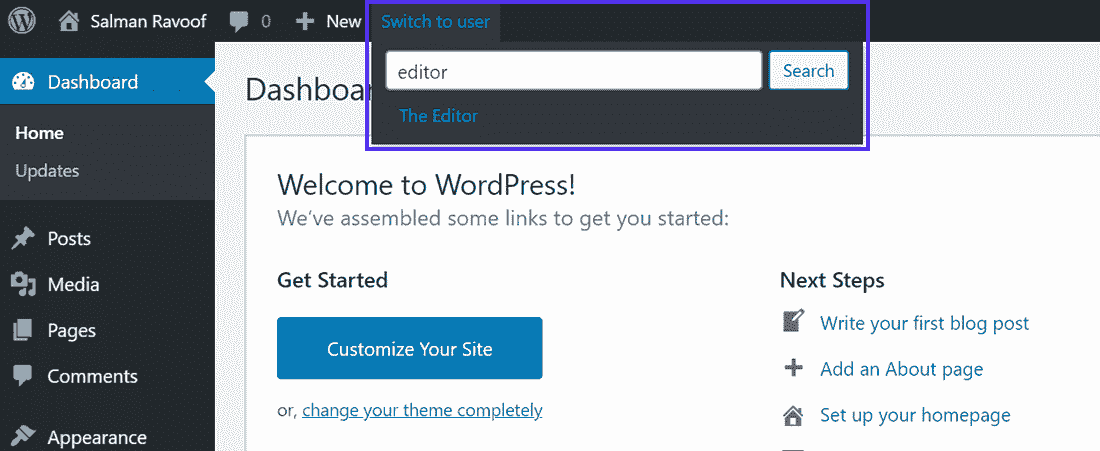 Salman Ravoof 0 New Switch to user
editor Search
The Editor
Dashboard
Home
Updates
Posts
Media
Pages
Comments
Appearance
Welcome to WordPress!
We've assembled some links to get you started:
Get Started
Customize Your Site
or, change your theme completely
Next Steps
Write your first blog post
Add an About page
Set up your homepage